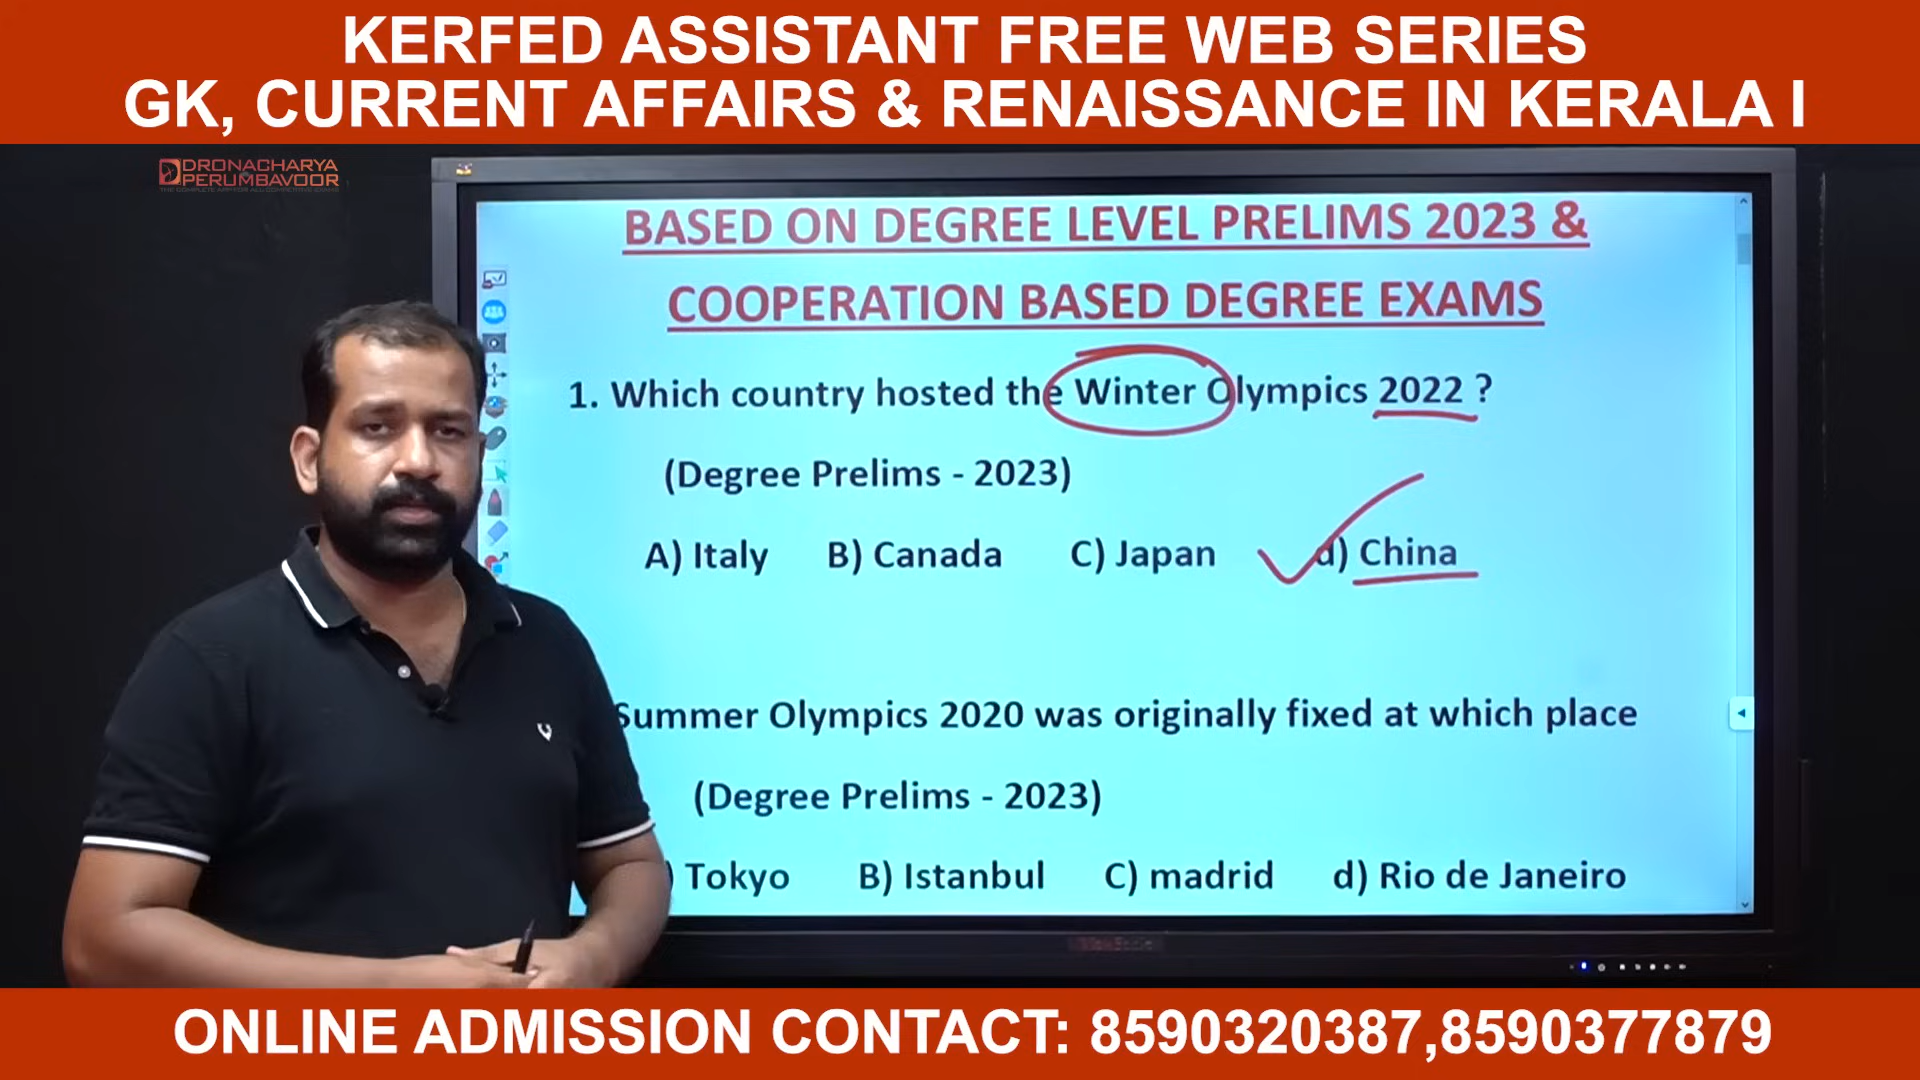 KERFED ASSISTANT FREE WEB SERIES
GK, CURRENT AFFAIRS & RENAISSANCE IN KERALA I
DRONACHARYA
PERUMBAVOOR
BASED ON DEGREE LEVEL PRELIMS 2023 &
COOPERATION BASED DEGREE EXAMS
1. Which country hosted the Winter Olympics 2022 ?
(Degree Prelims - 2023)
A) Italy B) Canada C) Japan d) China
Summer Olympics 2020 was originally fixed at which place
(Degree Prelims - 2023)
) Tokyo B) Istanbul C) madrid d) Rio de Janeiro
ONLINE ADMISSION CONTACT: 8590320387,8590377879